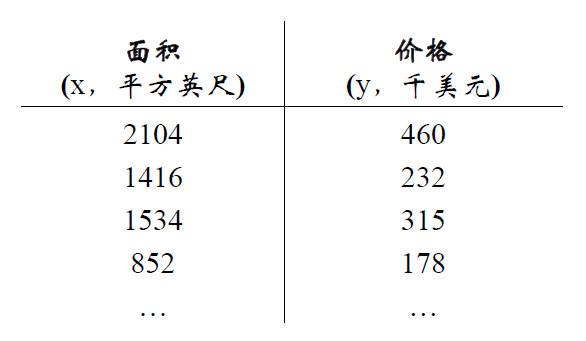 面积 价格
(x，平方英尺) (y，千美元)
2104 460
1416 232
1534 315
852 178
… …